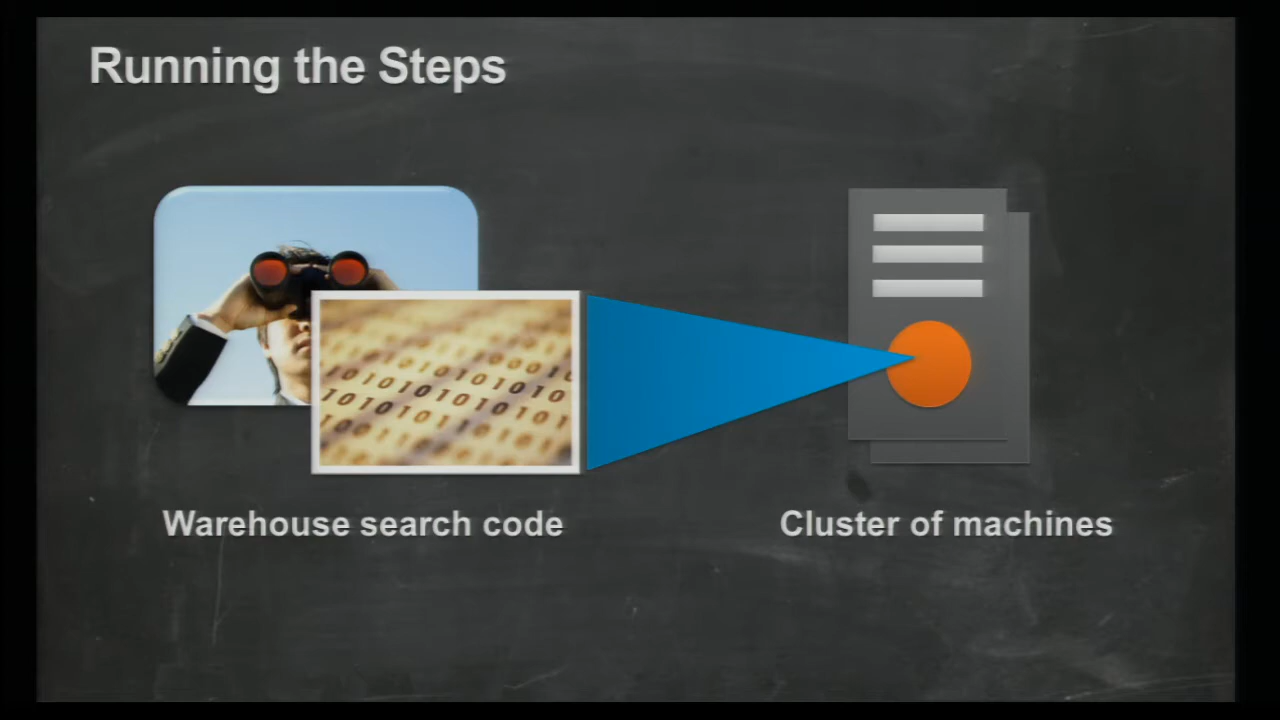 Running the Steps
Warehouse search code
Cluster of machines